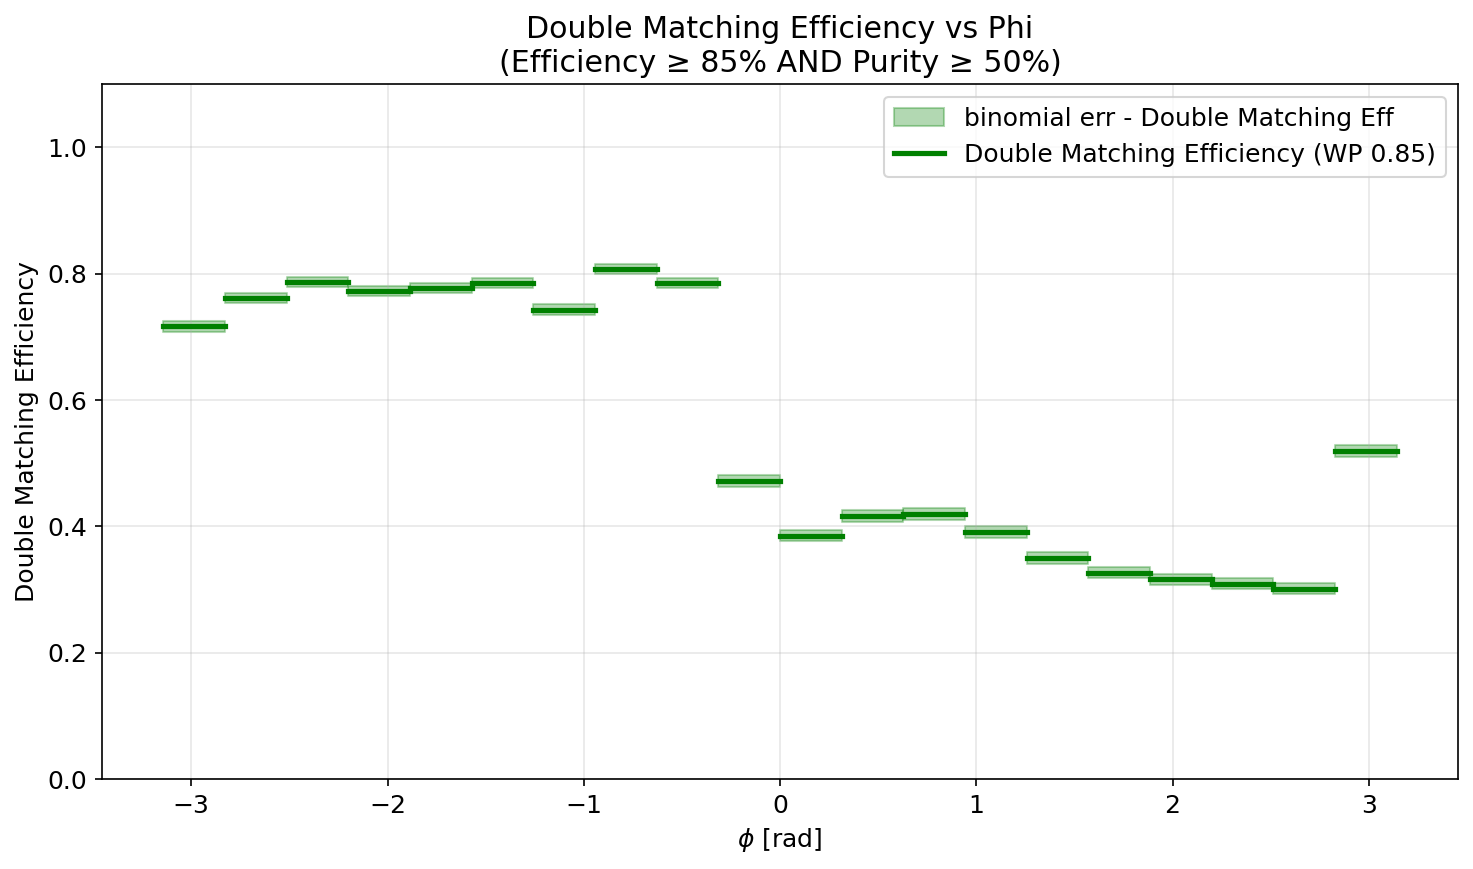 Double Matching Efficiency vs Phi
(Efficiency ≥ 85% AND Purity ≥ 50%)
binomial err - Double Matching Eff
Double Matching Efficiency (WP 0.85)
Double Matching Efficiency
1.0
0.8
0.6
0.4
0.2
0.0
−3 −2 −1 0 1 2 3
ϕ [rad]